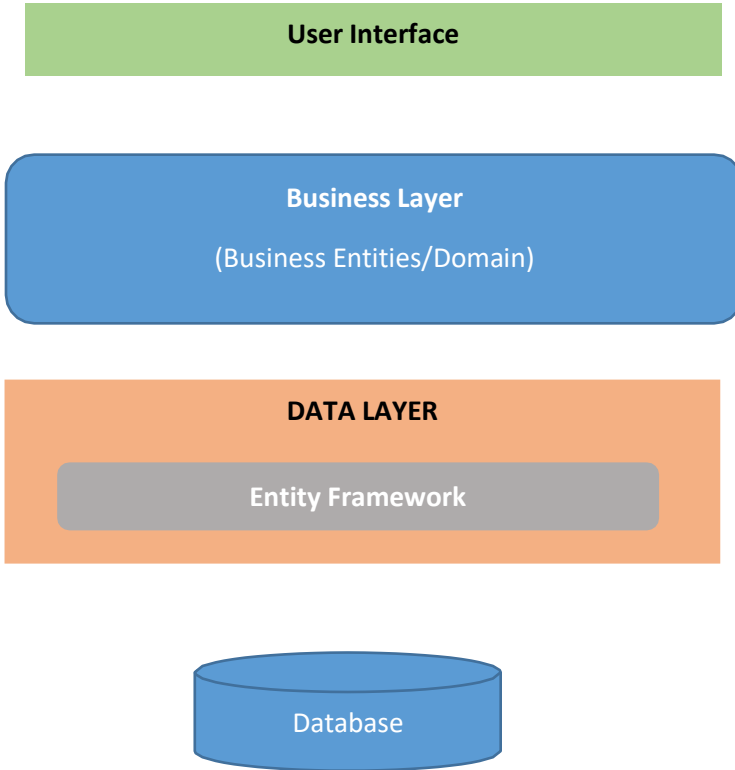 User Interface
Business Layer
(Business Entities/Domain)
DATA LAYER
Entity Framework
Database